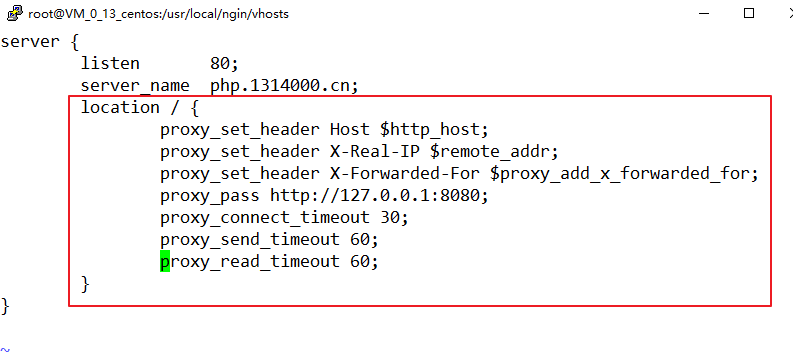 root@VM_0_13_centos:/usr/local/ngin/vhosts
server {
        listen       80;
        server_name  php.1314000.cn;
        location / {
                proxy_set_header Host $http_host;
                proxy_set_header X-Real-IP $remote_addr;
                proxy_set_header X-Forwarded-For $proxy_add_x_forwarded_for;
                proxy_pass http://127.0.0.1:8080;
                proxy_connect_timeout 30;
                proxy_send_timeout 60;
                proxy_read_timeout 60;
        }
}
~